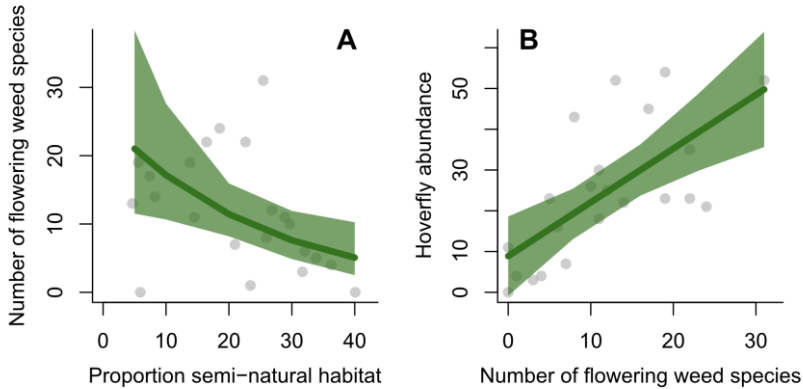 A
Number of flowering weed species
30
20
10
0
0 10 20 30 40
Proportion semi−natural habitat
B
Hoverfly abundance
50
30
10
0
0 10 20 30
Number of flowering weed species